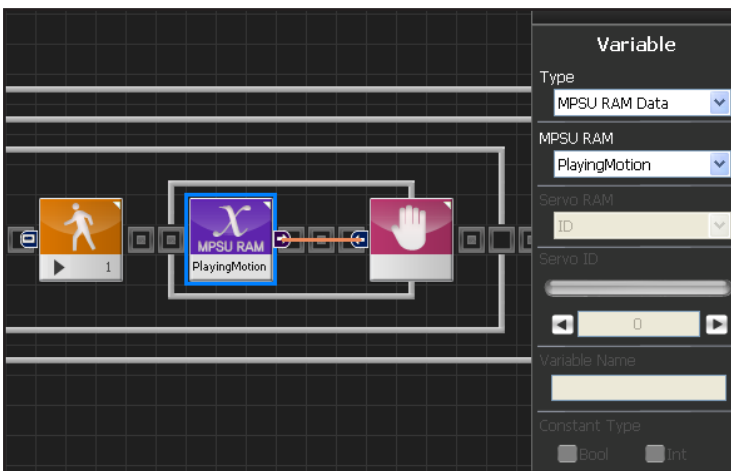 1
X
MPSU RAM
PlayingMotion
Variable
Type
MPSU RAM Data
MPSU RAM
PlayingMotion
Servo RAM
ID
Servo ID
0
Variable Name
Constant Type
Bool Int